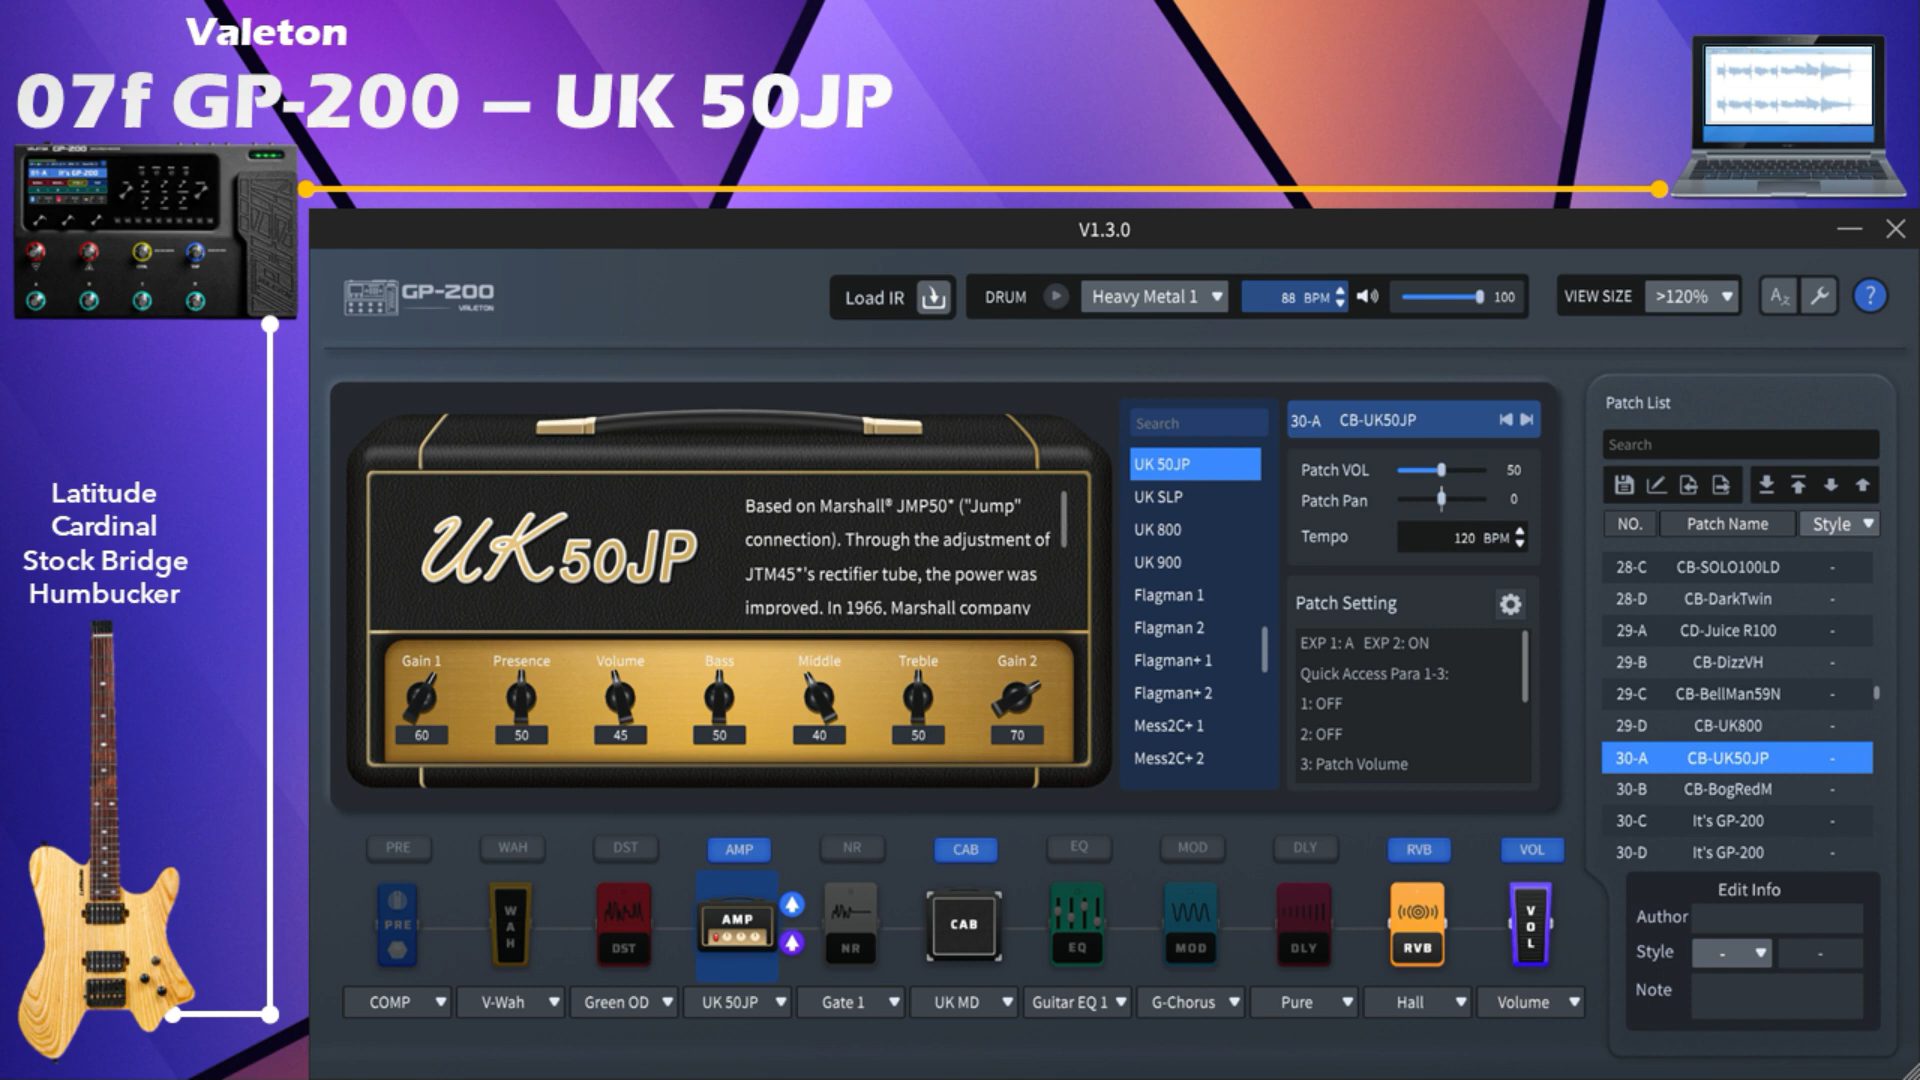 Valeton
07f GP-200 – UK 50JP
Latitude
Cardinal
Stock Bridge
Humbucker
V1.3.0
GP-200
VALETON
Load IR
DRUM
Heavy Metal 1
88 BPM
100
VIEW SIZE
>120%
?
UK 50JP
Based on Marshall® JMP50* ("Jump"
connection). Through the adjustment of
JTM45*'s rectifier tube, the power was
improved. In 1966, Marshall company
Gain 1 Presence Volume Bass Middle Treble Gain 2
60 50 45 50 40 50 70
Search
UK 50JP
UK SLP
UK 800
UK 900
Flagman 1
Flagman 2
Flagman+ 1
Flagman+ 2
Mess2C+ 1
Mess2C+ 2
30-A CB-UK50JP
Patch VOL 50
Patch Pan 0
Tempo 120 BPM
Patch Setting
EXP 1: A EXP 2: ON
Quick Access Para 1-3:
1: OFF
2: OFF
3: Patch Volume
Patch List
Search
NO. Patch Name Style
28-C CB-SOLO100LD -
28-D CB-DarkTwin -
29-A CD-Juice R100 -
29-B CB-DizzVH -
29-C CB-BellMan59N -
29-D CB-UK800 -
30-A CB-UK50JP -
30-B CB-BogRedM -
30-C It's GP-200 -
30-D It's GP-200 -
Edit Info
Author
Style - -
Note
PRE WAH DST AMP NR CAB EQ MOD DLY RVB VOL
PRE WAH DST AMP NR CAB EQ MOD DLY RVB VOL
COMP V-Wah Green OD UK 50JP Gate 1 UK MD Guitar EQ 1 G-Chorus Pure Hall Volume